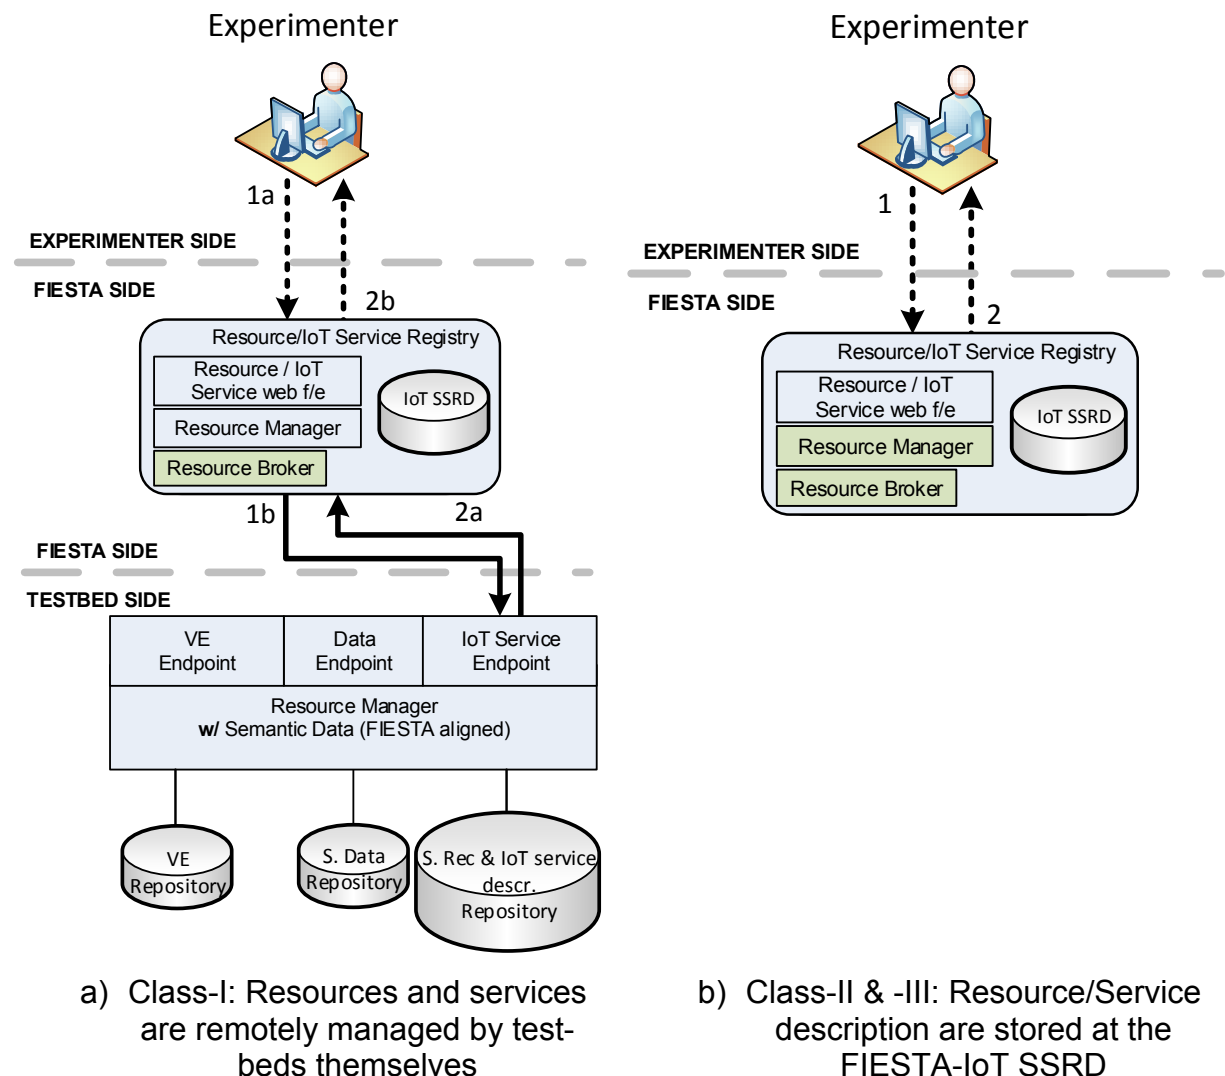 Experimenter
1a
EXPERIMENTER SIDE
FIESTA SIDE
2b
Resource/IoT Service Registry
Resource / IoT
Service web f/e
IoT SSRD
Resource Manager
Resource Broker
1b
2a
FIESTA SIDE
TESTBED SIDE
VE
Endpoint
Data
Endpoint
IoT Service
Endpoint
Resource Manager
w/ Semantic Data (FIESTA aligned)
VE
Repository
S. Data
Repository
S. Rec & IoT service
descr.
Repository
a) Class-I: Resources and services
are remotely managed by test-
beds themselves
Experimenter
1
EXPERIMENTER SIDE
FIESTA SIDE
2
Resource/IoT Service Registry
Resource / IoT
Service web f/e
IoT SSRD
Resource Manager
Resource Broker
b) Class-II & -III: Resource/Service
description are stored at the
FIESTA-IoT SSRD